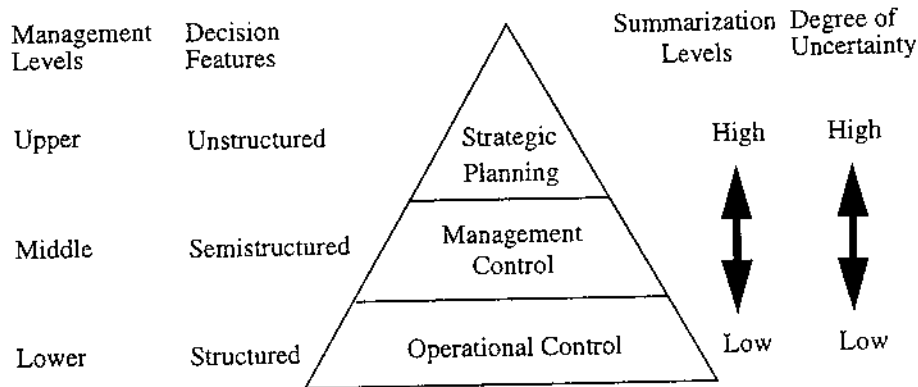 Management Levels
Decision Features
Summarization Levels
Degree of Uncertainty
Upper
Unstructured
Strategic
Planning
High
High
Middle
Semistructured
Management
Control
Lower
Structured
Operational Control
Low
Low